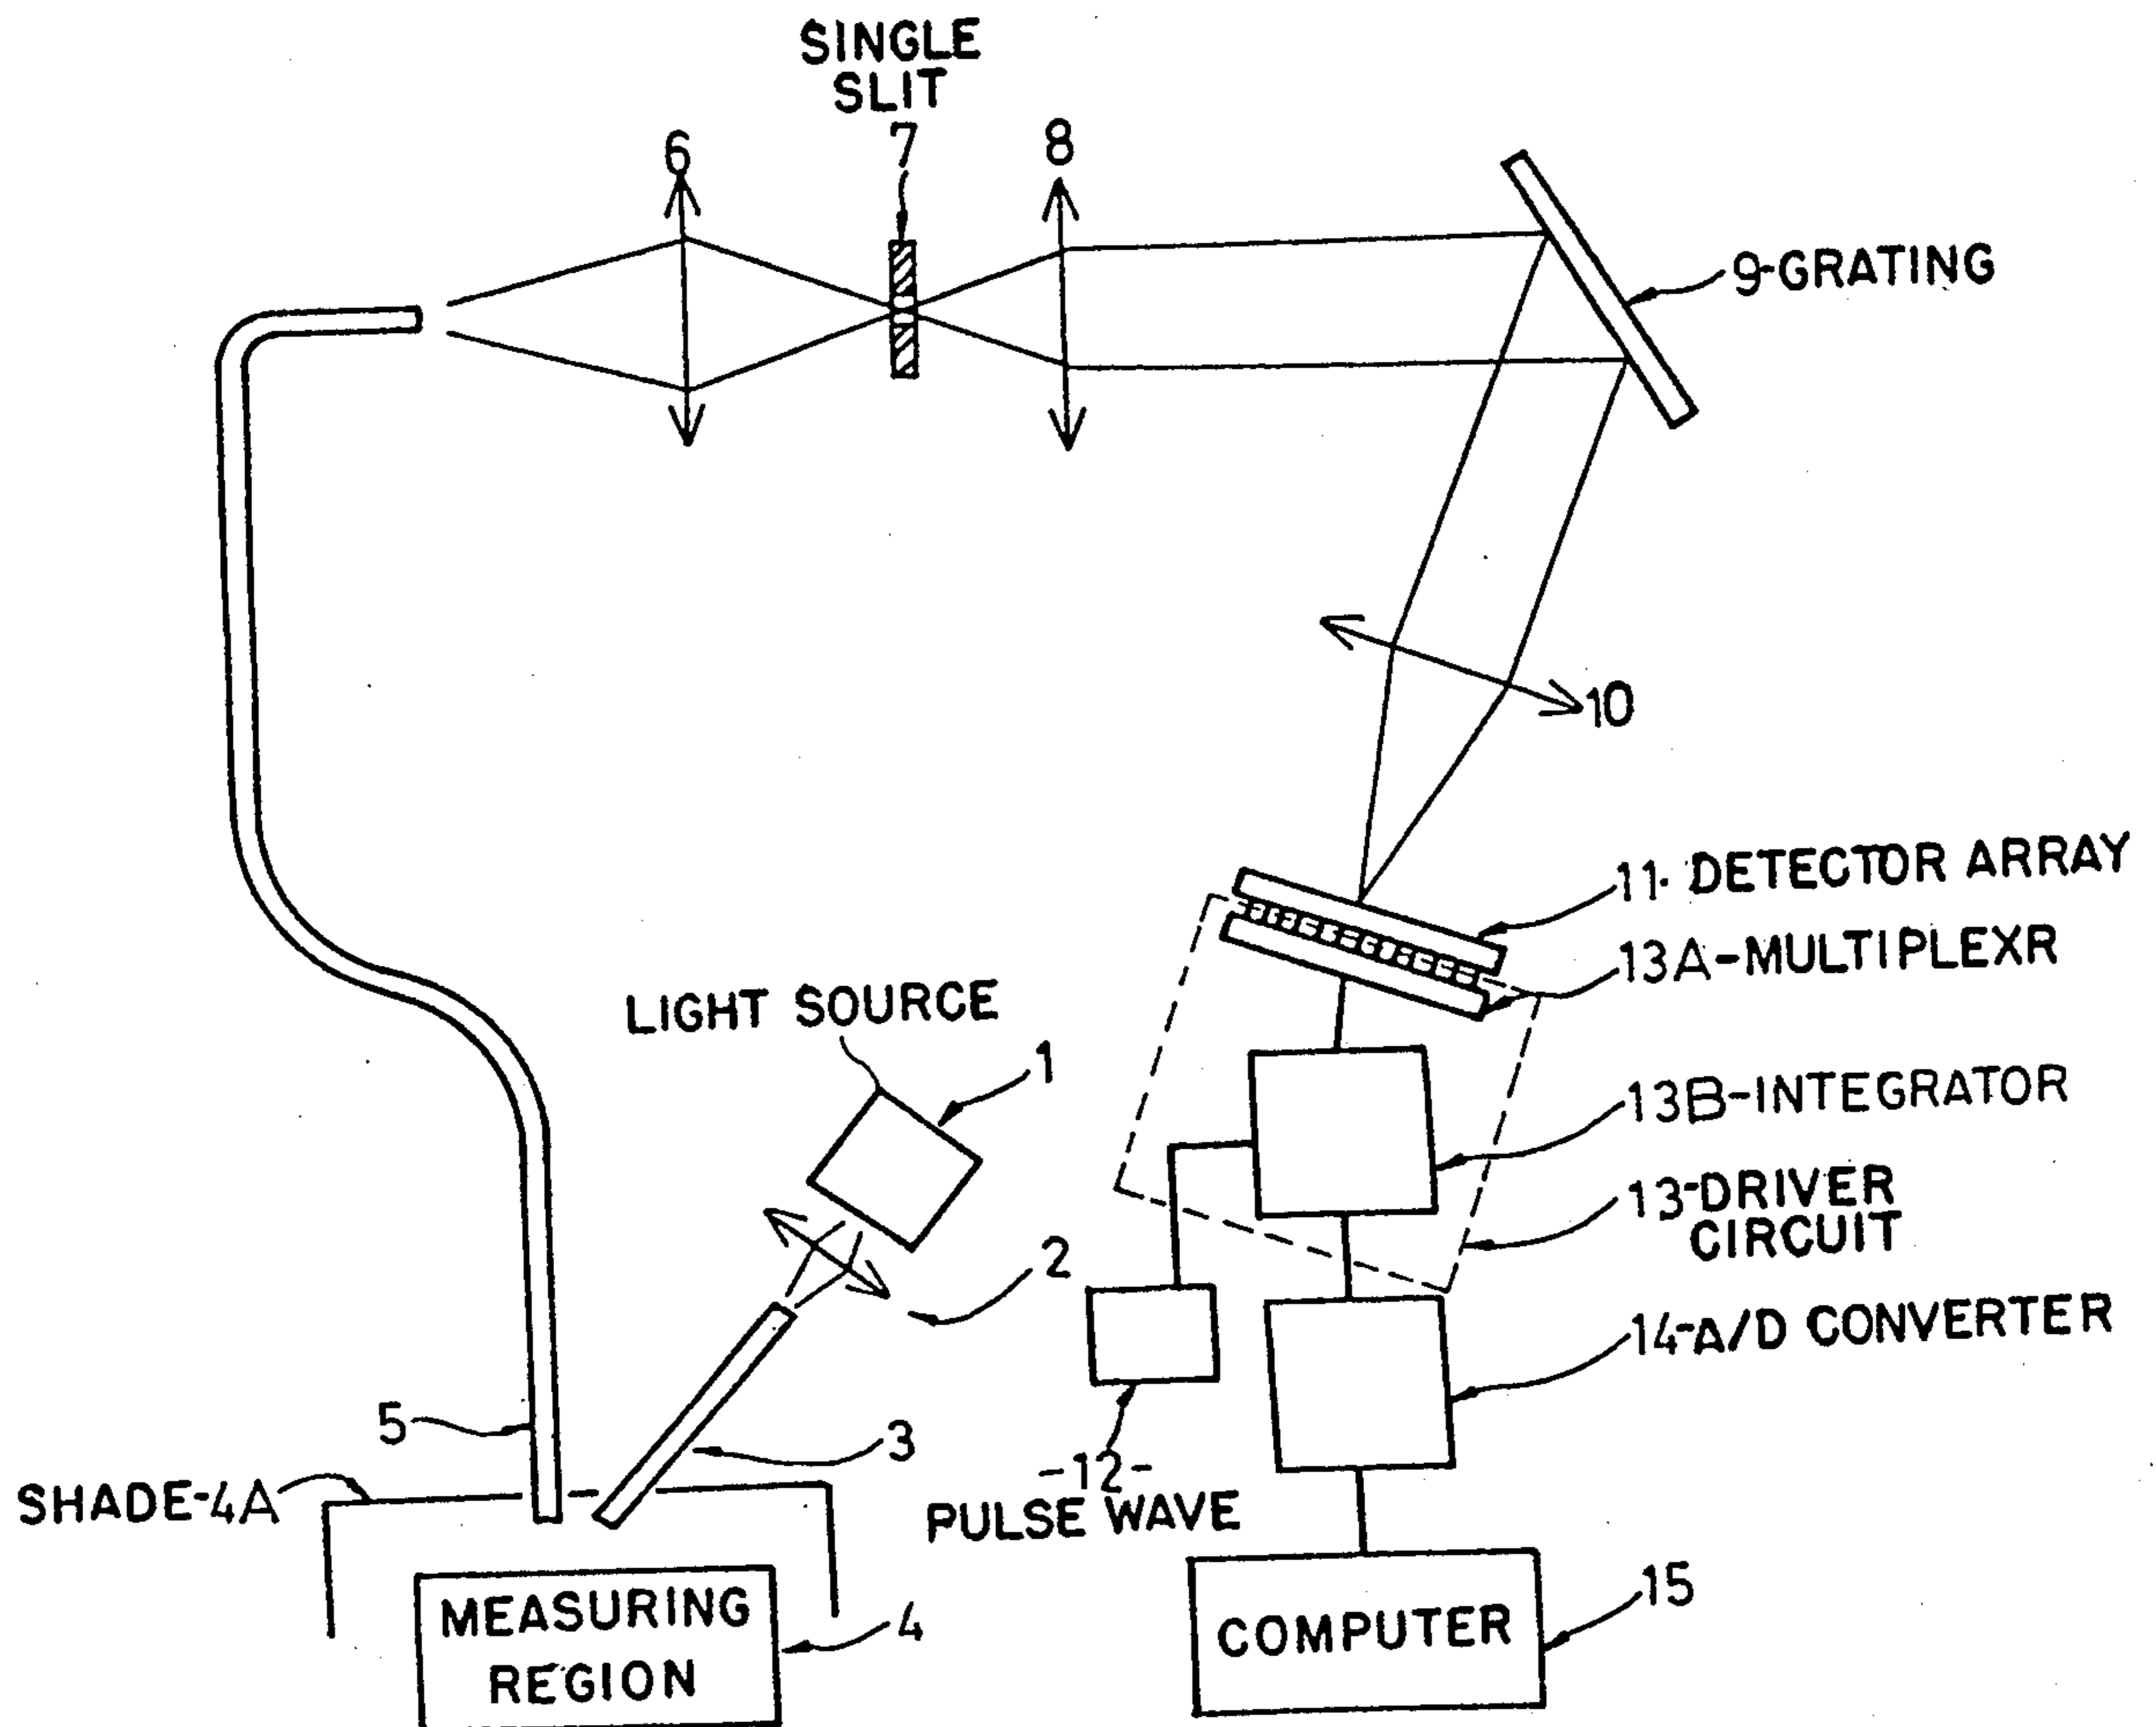 SINGLE
SLIT
7
6
8
9-GRATING
10
11. DETECTOR ARRAY
13A-MULTIPLEXR
LIGHT SOURCE
1
13B-INTEGRATOR
13-DRIVER
CIRCUIT
2
14-A/D CONVERTER
5
3
-12-
PULSE WAVE
SHADE-4A
MEASURING
REGION
4
COMPUTER
15